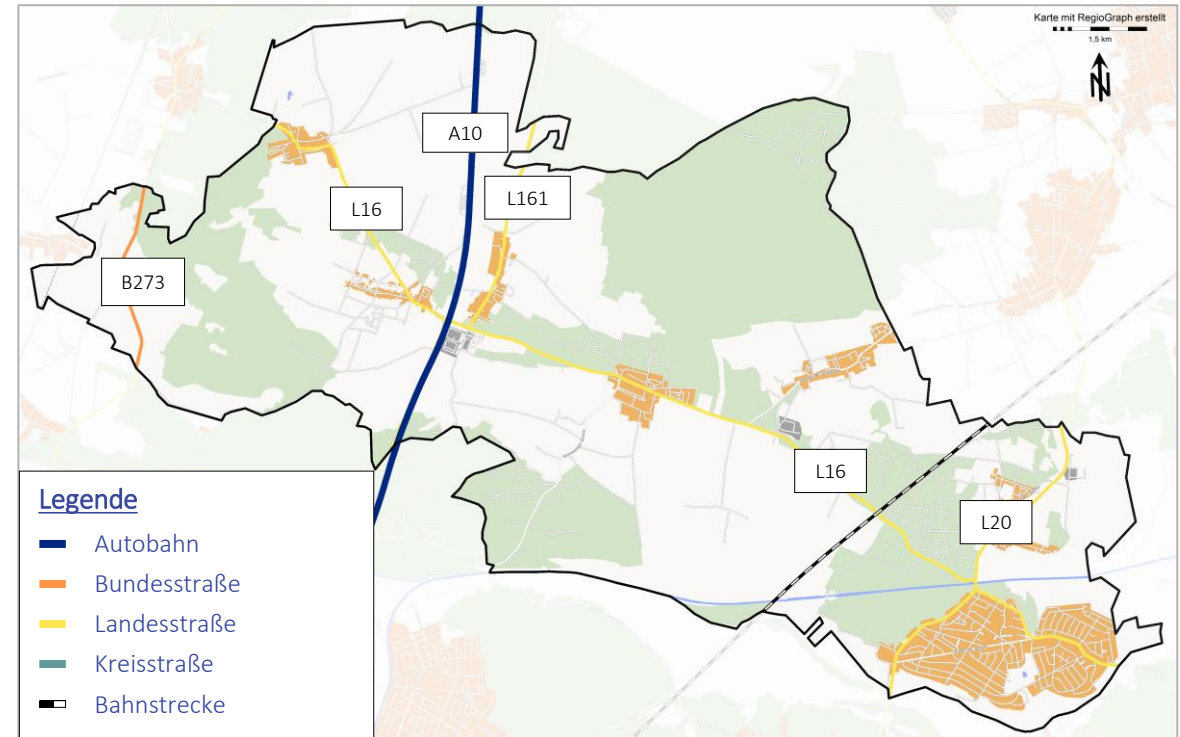 Karte mit RegioGraph erstellt
1,5 km
N
A10
L161
L16
B273
L16
L20
Legende
Autobahn
Bundesstraße
Landesstraße
Kreisstraße
Bahnstrecke